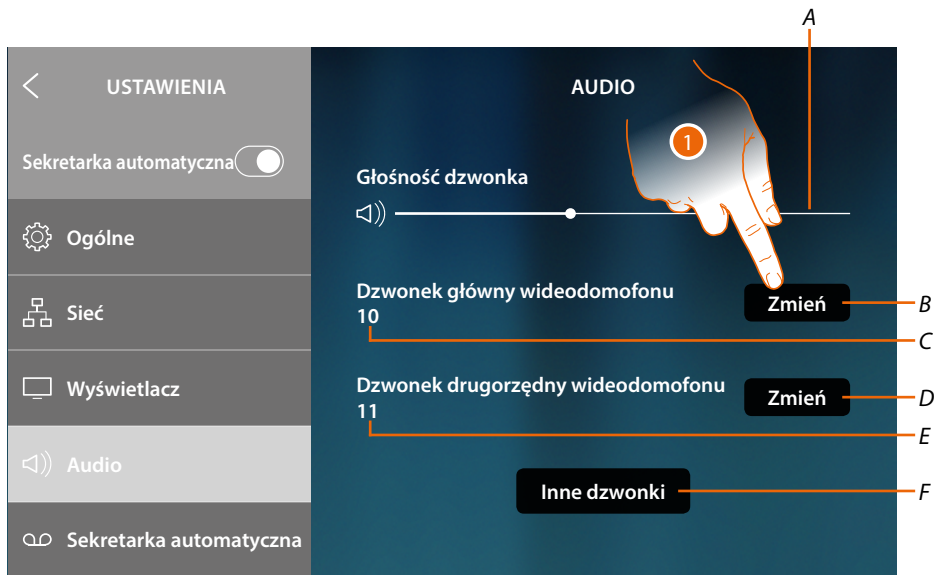 A
USTAWIENIA
AUDIO
Sekretarka automatyczna
1
Głośność dzwonka
Ogólne
Sieć
Dzwonek główny wideodomofonu
10
Zmień
B
C
Wyświetlacz
Dzwonek drugorzędny wideodomofonu
11
Zmień
D
E
Audio
Inne dzwonki
F
Sekretarka automatyczna